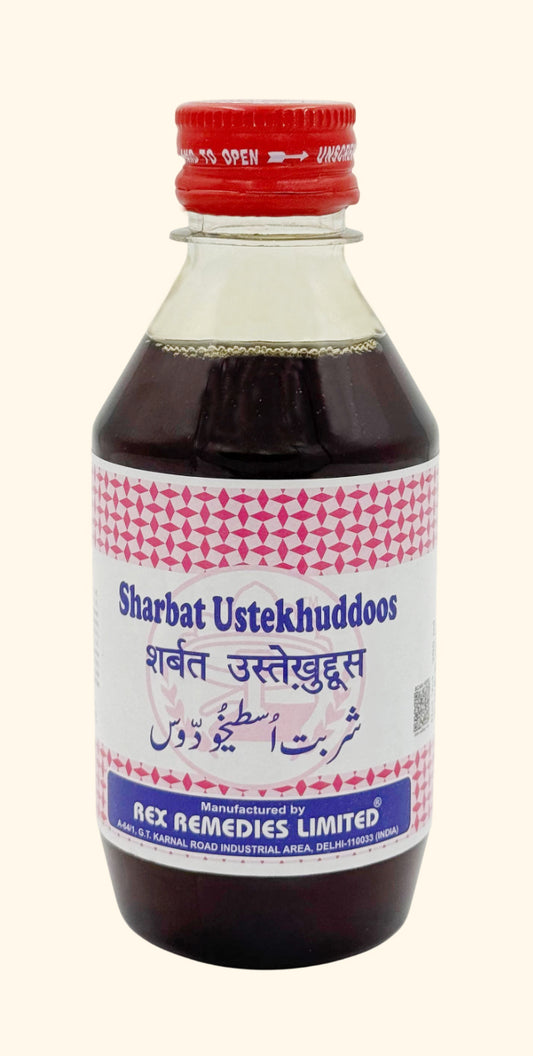 TO OPEN
Sharbat Ustekhuddoos
शर्बत उस्तेख़ुद्दूस
شربت اُسطیخُودّوس
Manufactured by
REX REMEDIES LIMITED®
A-64/1, G.T. KARNAL ROAD INDUSTRIAL AREA, DELHI-110033 (INDIA)